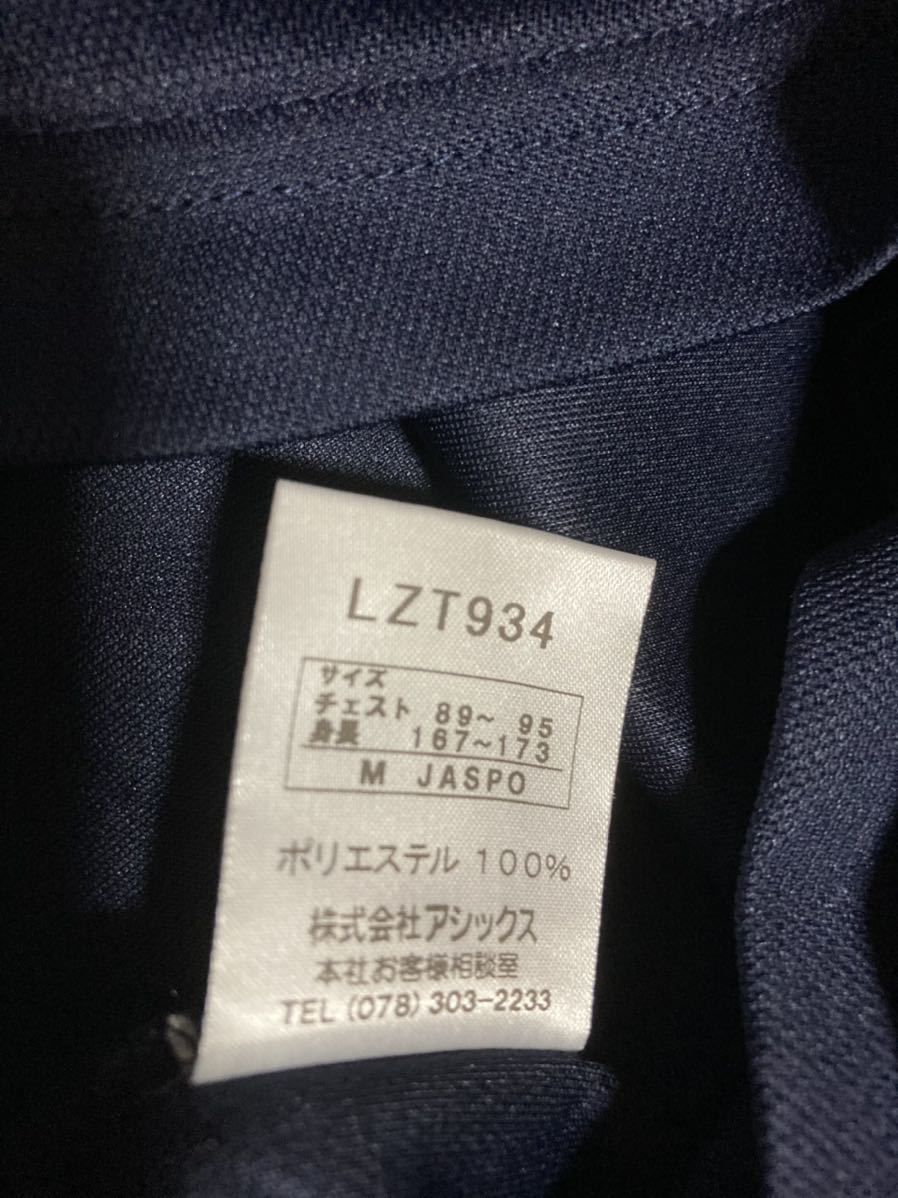 LZT934
サイズ
チェスト 89～ 95
身長 167～173
M JASPO
ポリエステル 100%
株式会社アシックス
本社お客様相談室
TEL (078) 303-2233